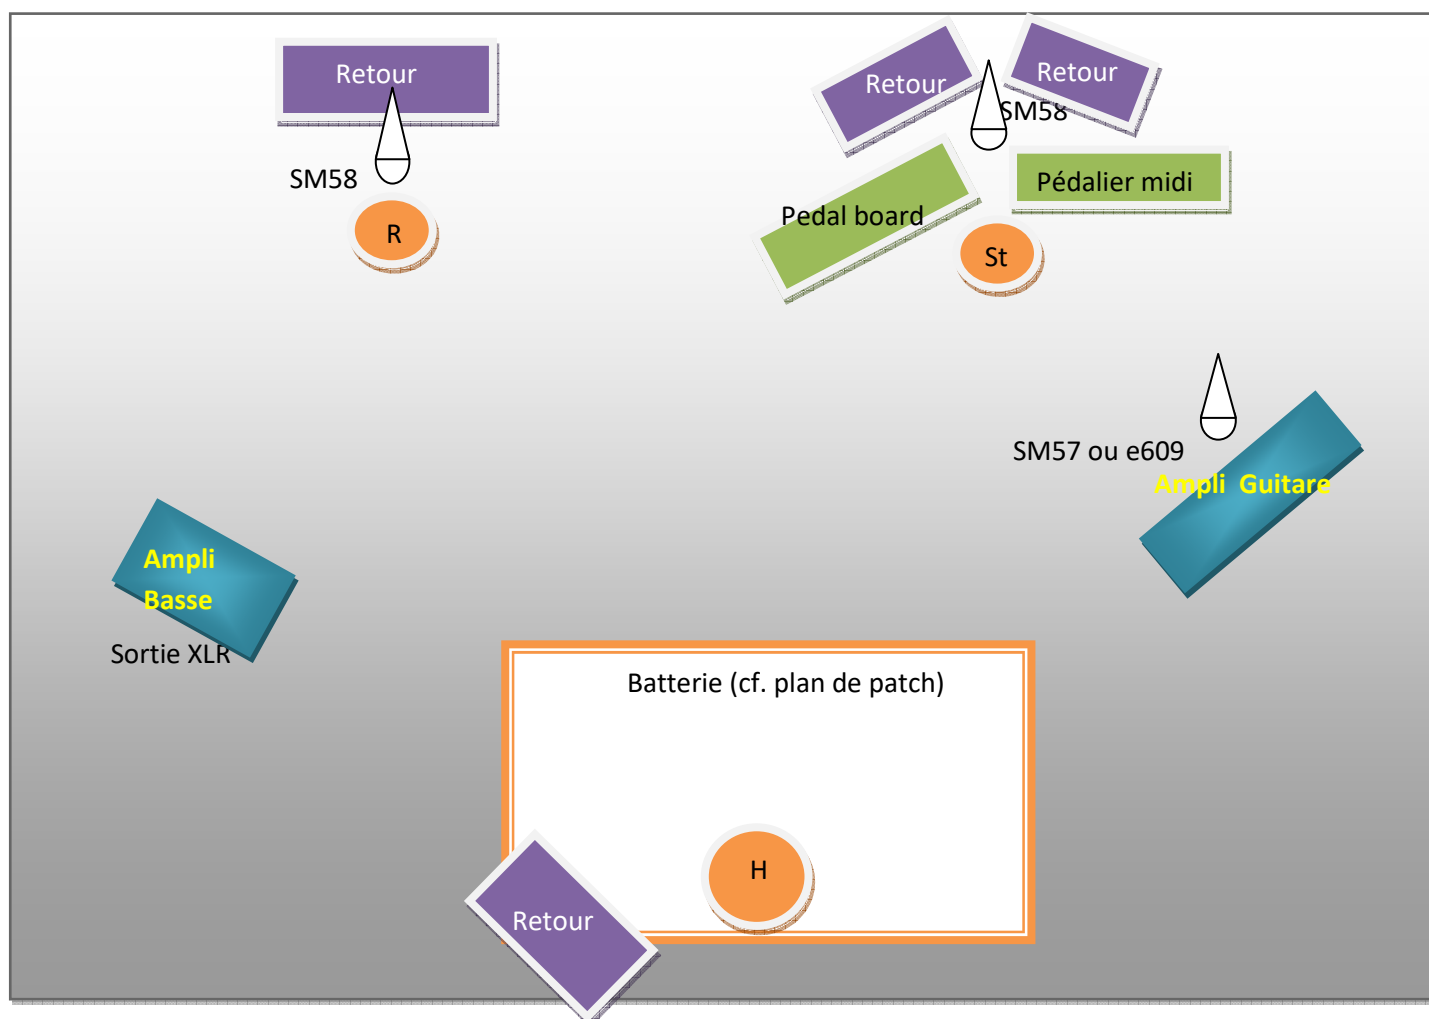 Retour
Retour
Retour
SM58
SM58
Pédalier midi
Pedal board
R
St
SM57 ou e609
Ampli  Guitare
Ampli
Basse
Sortie XLR
Batterie (cf. plan de patch)
H
Retour